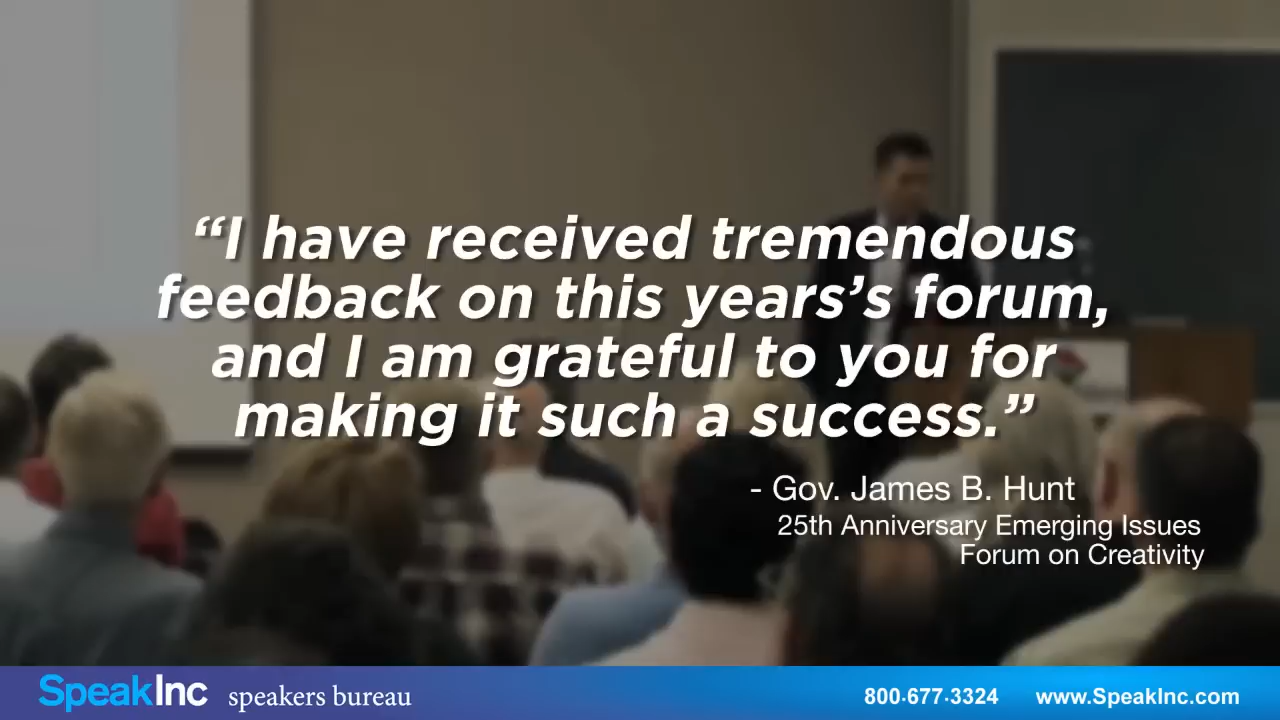 “I have received tremendous
feedback on this years’s forum,
and I am grateful to you for
making it such a success.”
- Gov. James B. Hunt
25th Anniversary Emerging Issues
Forum on Creativity
SpeakInc speakers bureau 800·677·3324 www.SpeakInc.com